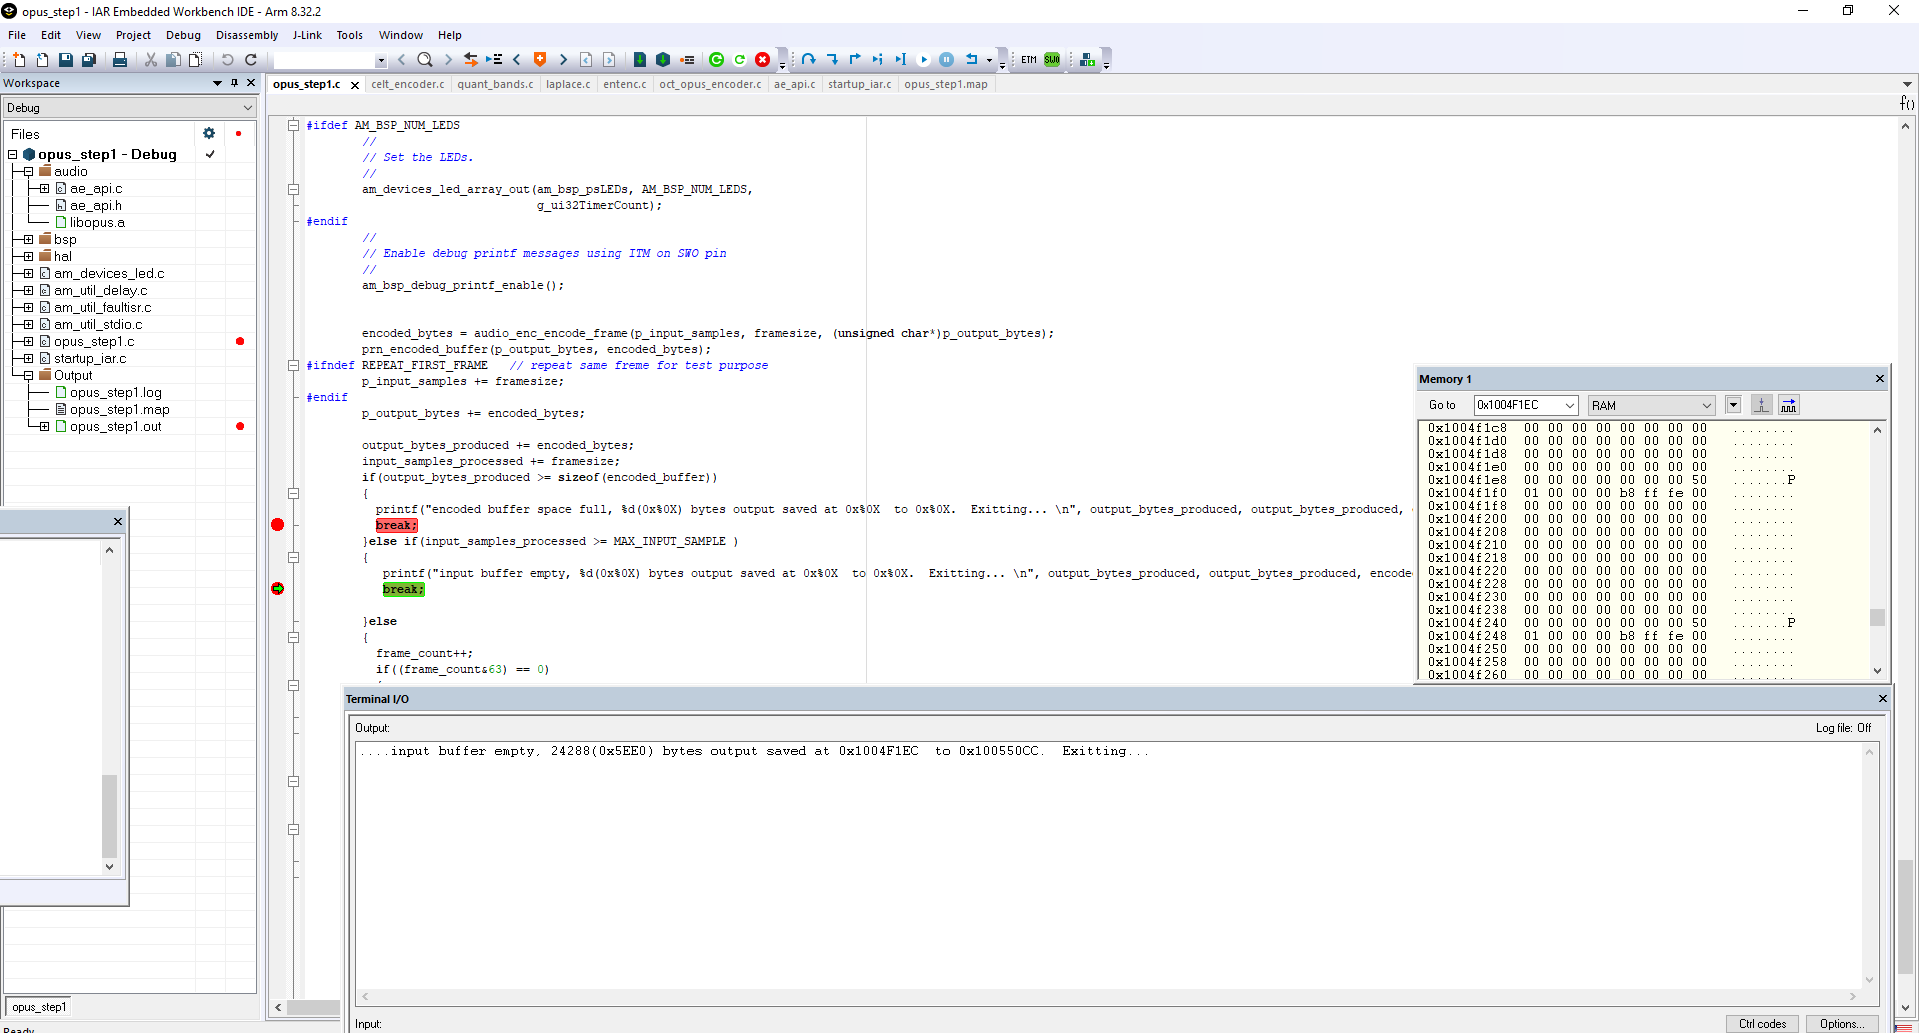 opus_step1 - IAR Embedded Workbench IDE - Arm 8.32.2
File Edit View Project Debug Disassembly J-Link Tools Window Help
ETM SWO
Workspace
opus_step1.c celt_encoder.c quant_bands.c laplace.c entenc.c oct_opus_encoder.c ae_api.c startup_iar.c opus_step1.map
Debug
f()
Files
opus_step1 - Debug
audio
ae_api.c
ae_api.h
libopus.a
bsp
hal
am_devices_led.c
am_util_delay.c
am_util_faultisr.c
am_util_stdio.c
opus_step1.c
startup_iar.c
Output
opus_step1.log
opus_step1.map
opus_step1.out
opus_step1
Ready
#ifdef AM_BSP_NUM_LEDS
//
// Set the LEDs.
//
am_devices_led_array_out(am_bsp_psLEDs, AM_BSP_NUM_LEDS,
g_ui32TimerCount);
#endif
//
// Enable debug printf messages using ITM on SWO pin
//
am_bsp_debug_printf_enable();
encoded_bytes = audio_enc_encode_frame(p_input_samples, framesize, (unsigned char*)p_output_bytes);
prn_encoded_buffer(p_output_bytes, encoded_bytes);
#ifndef REPEAT_FIRST_FRAME // repeat same freme for test purpose
p_input_samples += framesize;
#endif
p_output_bytes += encoded_bytes;
output_bytes_produced += encoded_bytes;
input_samples_processed += framesize;
if(output_bytes_produced >= sizeof(encoded_buffer))
{
printf("encoded buffer space full, %d(0x%0X) bytes output saved at 0x%0X to 0x%0X. Exitting... \n", output_bytes_produced, output_bytes_produced,
break;
}else if(input_samples_processed >= MAX_INPUT_SAMPLE )
{
printf("input buffer empty, %d(0x%0X) bytes output saved at 0x%0X to 0x%0X. Exitting... \n", output_bytes_produced, output_bytes_produced, encode
break;
}else
{
frame_count++;
if((frame_count&63) == 0)
Memory 1
Go to 0x1004F1EC RAM
0x1004f1c8 00 00 00 00 00 00 00 00 ........
0x1004f1d0 00 00 00 00 00 00 00 00 ........
0x1004f1d8 00 00 00 00 00 00 00 00 ........
0x1004f1e0 00 00 00 00 00 00 00 00 ........
0x1004f1e8 00 00 00 00 00 00 00 50 .......P
0x1004f1f0 01 00 00 00 b8 ff fe 00 ........
0x1004f1f8 00 00 00 00 00 00 00 00 ........
0x1004f200 00 00 00 00 00 00 00 00 ........
0x1004f208 00 00 00 00 00 00 00 00 ........
0x1004f210 00 00 00 00 00 00 00 00 ........
0x1004f218 00 00 00 00 00 00 00 00 ........
0x1004f220 00 00 00 00 00 00 00 00 ........
0x1004f228 00 00 00 00 00 00 00 00 ........
0x1004f230 00 00 00 00 00 00 00 00 ........
0x1004f238 00 00 00 00 00 00 00 00 ........
0x1004f240 00 00 00 00 00 00 00 50 .......P
0x1004f248 01 00 00 00 b8 ff fe 00 ........
0x1004f250 00 00 00 00 00 00 00 00 ........
0x1004f258 00 00 00 00 00 00 00 00 ........
0x1004f260 00 00 00 00 00 00 00 00 ........
Terminal I/O
Output: Log file: Off
....input buffer empty, 24288(0x5EE0) bytes output saved at 0x1004F1EC to 0x100550CC. Exitting...
Input: Ctrl codes Options...